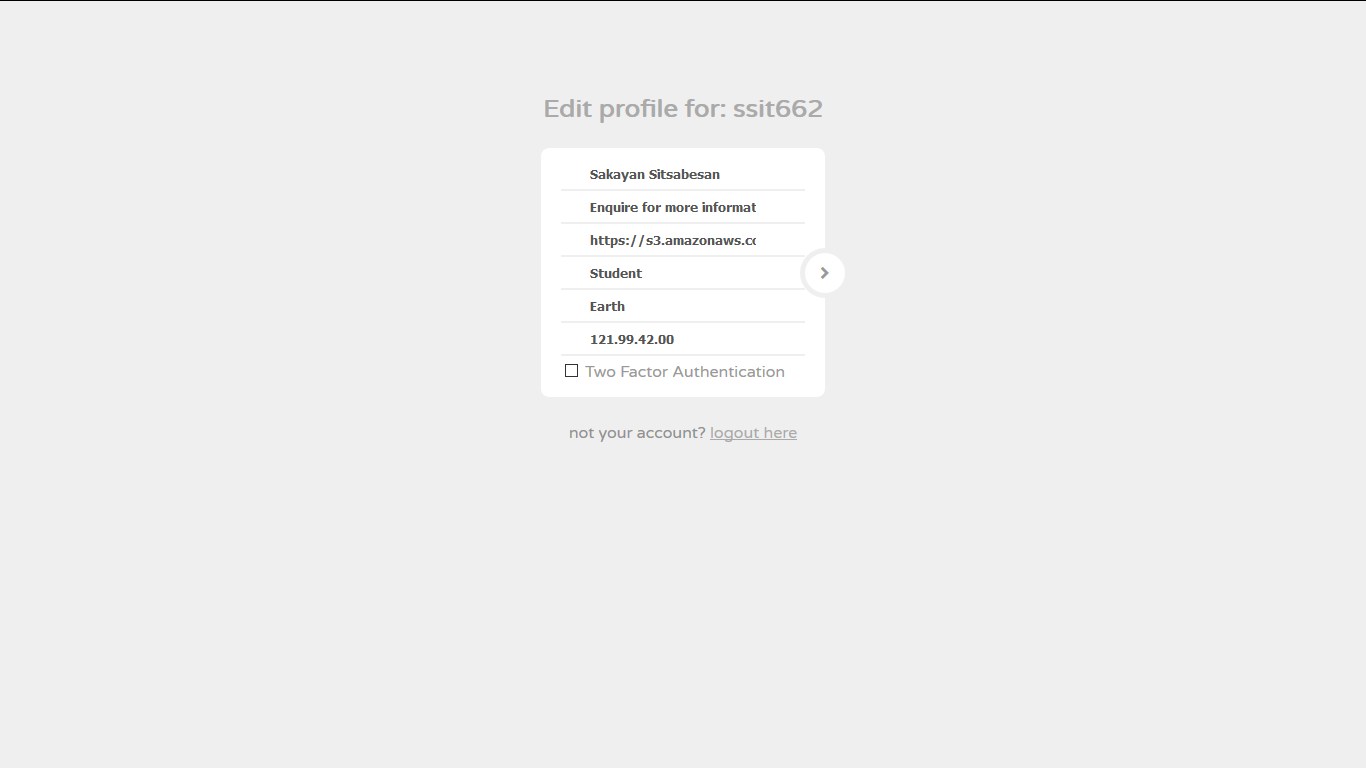 Edit profile for: ssit662
Sakayan Sitsabesan
Enquire for more informat
https://s3.amazonaws.cc
Student
Earth
121.99.42.00
Two Factor Authentication
not your account? logout here